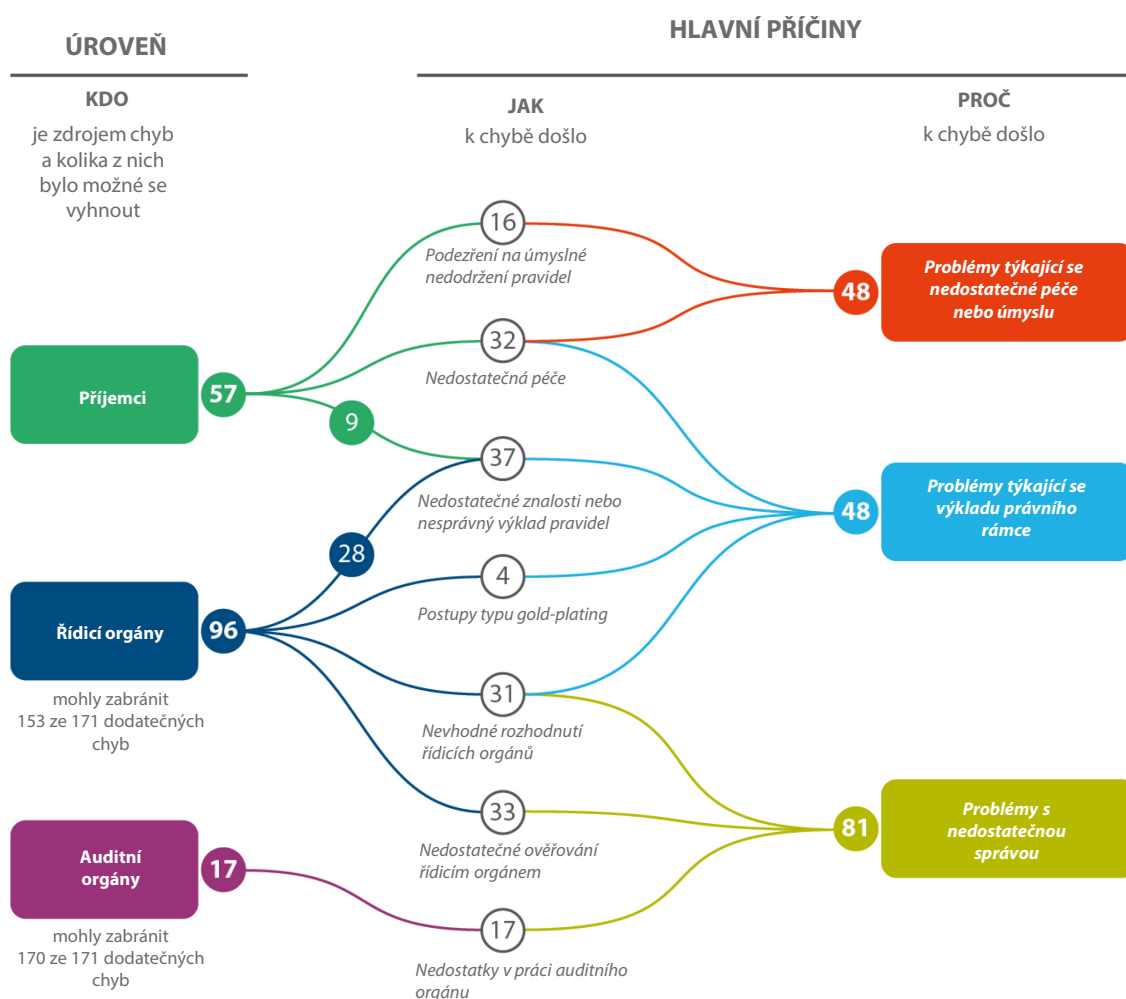 ÚROVEŇ
HLAVNÍ PŘÍČINY
KDO
je zdrojem chyb
a kolika z nich
bylo možné se
vyhnout
JAK
k chybě došlo
PROČ
k chybě došlo
16
Podezření na úmyslné
nedodržení pravidel
48
Problémy týkající se
nedostatečné péče
nebo úmyslu
32
Nedostatečná péče
Příjemci
57
9
37
Nedostatečné znalosti nebo
nesprávný výklad pravidel
48
Problémy týkající se
výkladu právního
rámce
28
4
Postupy typu gold-plating
Řídicí orgány
96
mohly zabránit
153 ze 171 dodatečných
chyb
31
Nevhodné rozhodnutí
řídicích orgánů
33
Nedostatečné ověřování
řídicím orgánem
81
Problémy s
nedostatečnou
správou
Auditní
orgány
17
mohly zabránit
170 ze 171 dodatečných
chyb
17
Nedostatky v práci auditního
orgánu